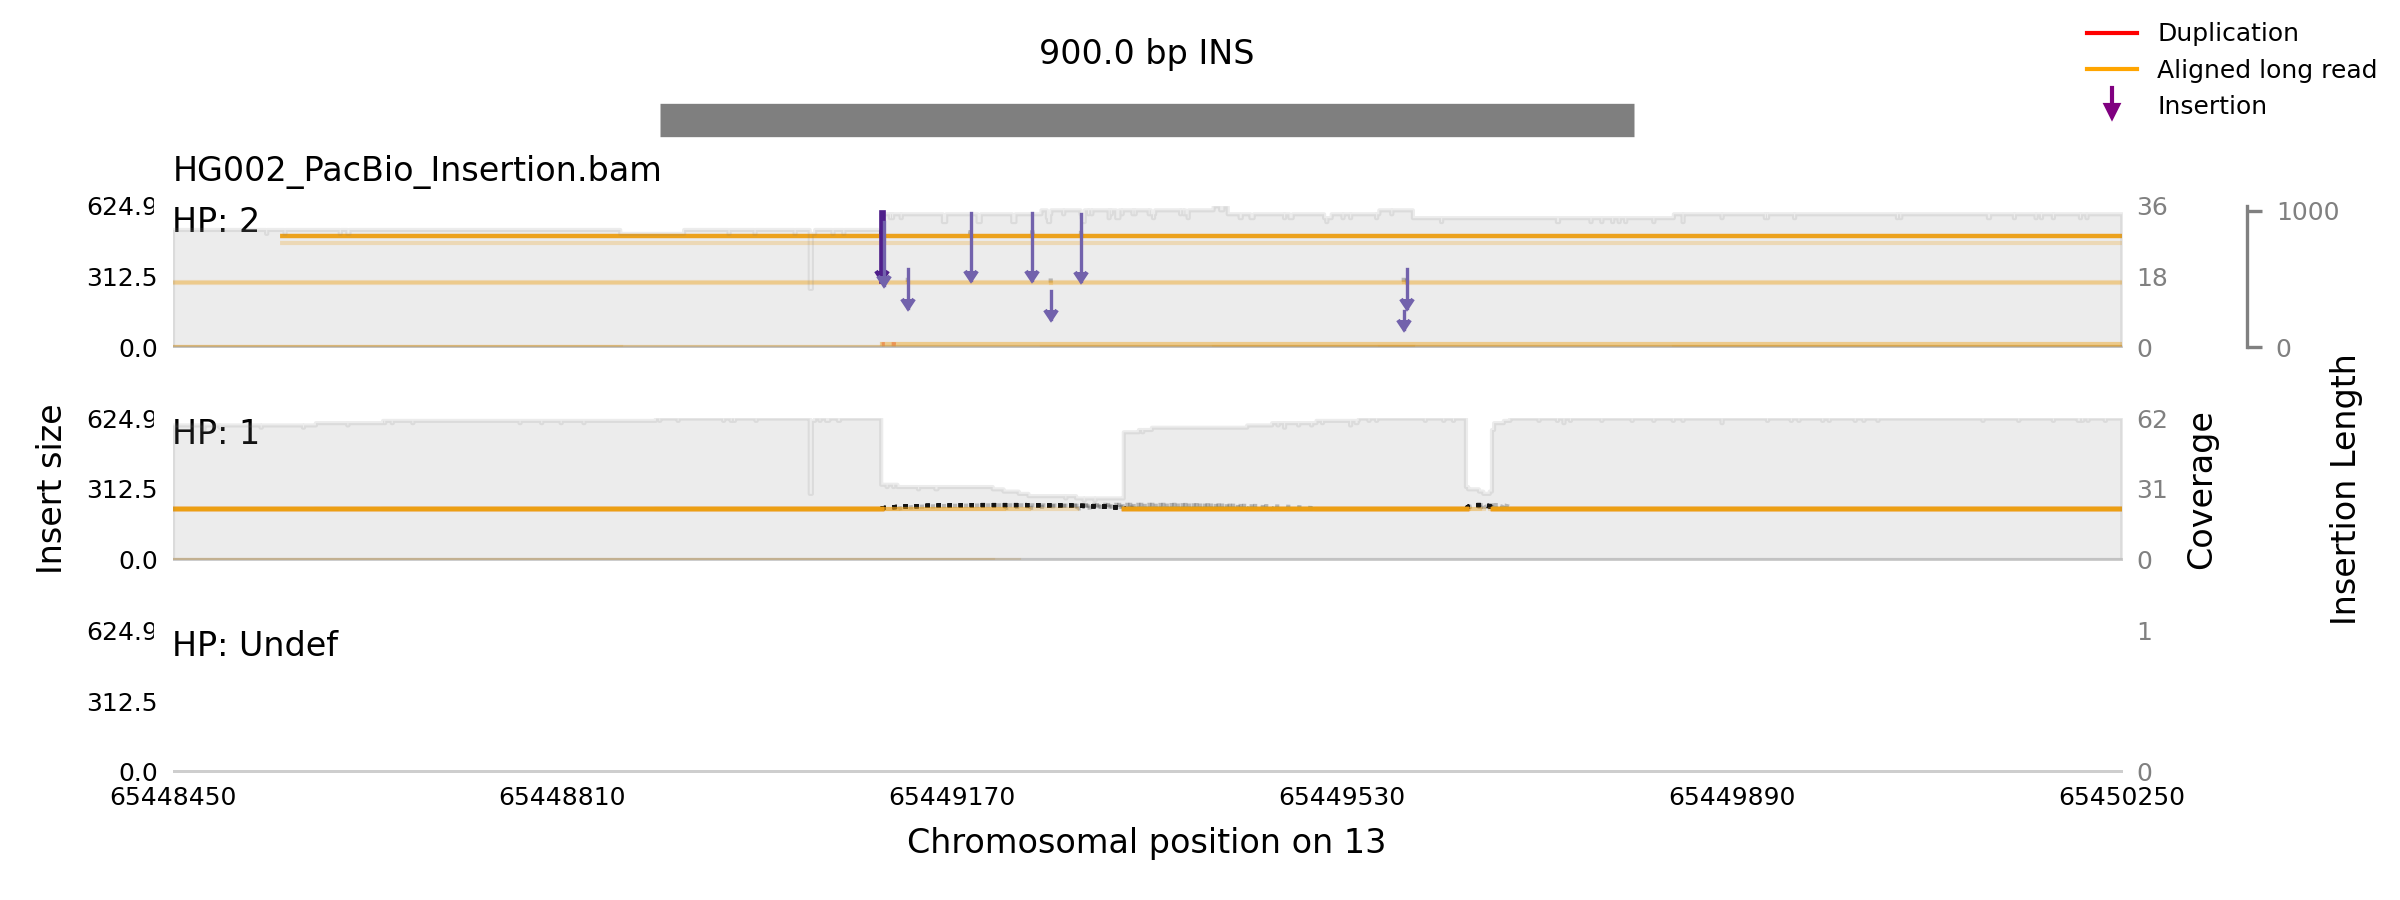 900.0 bp INS
Duplication
Aligned long read
Insertion
HG002_PacBio_Insertion.bam
HP: 2
624.9
312.5
0.0
36
18
0
1000
0
HP: 1
624.9
312.5
0.0
62
31
0
HP: Undef
624.9
312.5
0.0
1
0
Insert size
Coverage
Insertion Length
65448450 65448810 65449170 65449530 65449890 65450250
Chromosomal position on 13